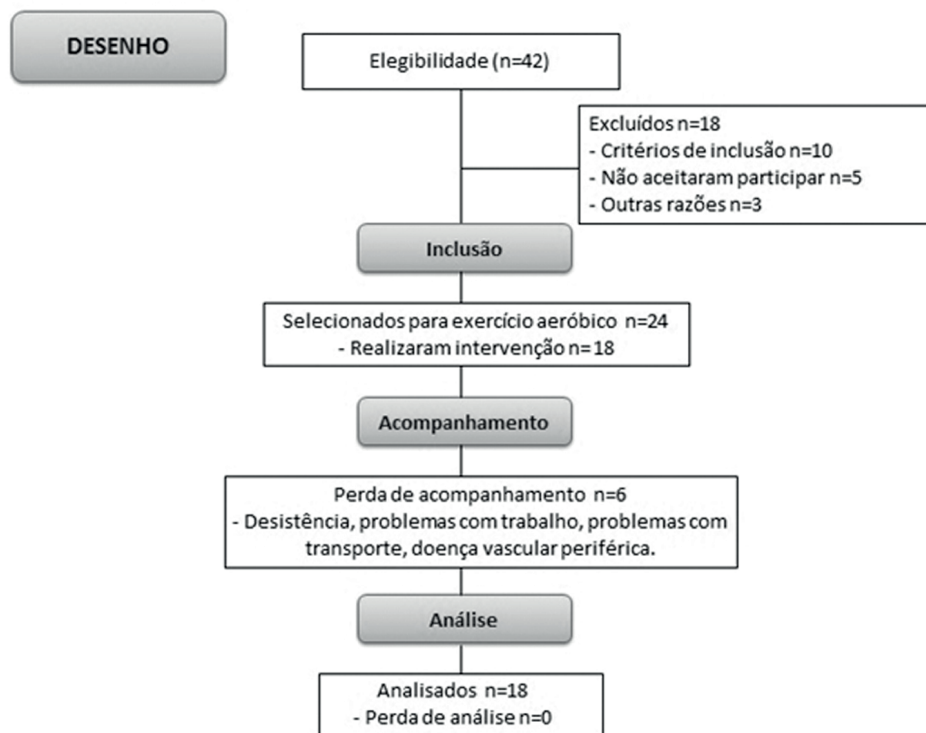 DESENHO
Elegibilidade (n=42)
Excluídos n=18
- Critérios de inclusão n=10
- Não aceitaram participar n=5
- Outras razões n=3
Inclusão
Selecionados para exercício aeróbico n=24
- Realizaram intervenção n=18
Acompanhamento
Perda de acompanhamento n=6
- Desistência, problemas com trabalho, problemas com
transporte, doença vascular periférica.
Análise
Analisados n=18
- Perda de análise n=0